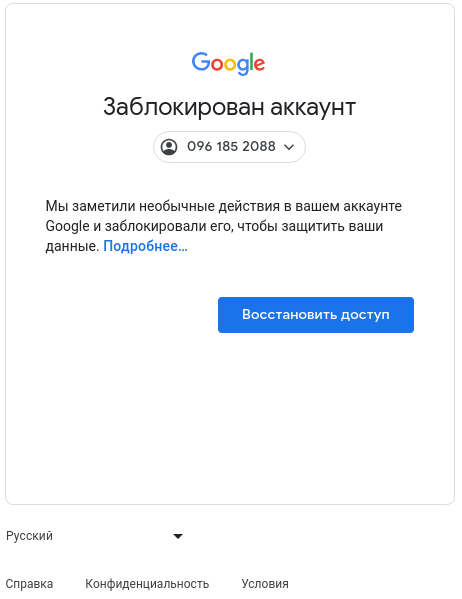 Google
Заблокирован аккаунт
096 185 2088
Мы заметили необычные действия в вашем аккаунте
Google и заблокировали его, чтобы защитить ваши
данные. Подробнее…
Восстановить доступ
Русский
Справка Конфиденциальность Условия